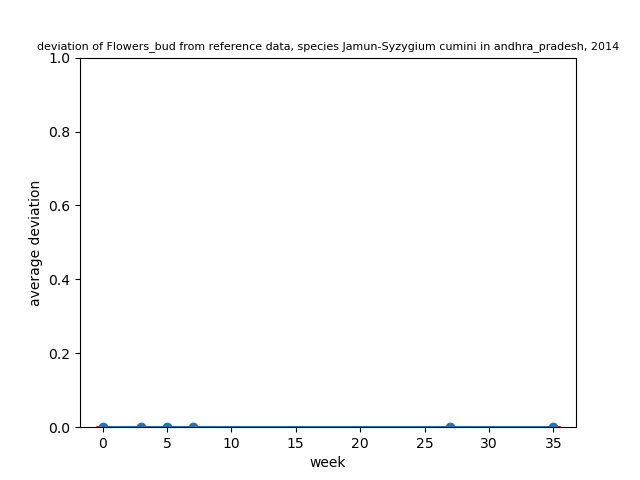 deviation of Flowers_bud from reference data, species Jamun-Syzygium cumini in andhra_pradesh, 2014
1.0
0.8
0.6
0.4
0.2
0.0
average deviation
0 5 10 15 20 25 30 35
week